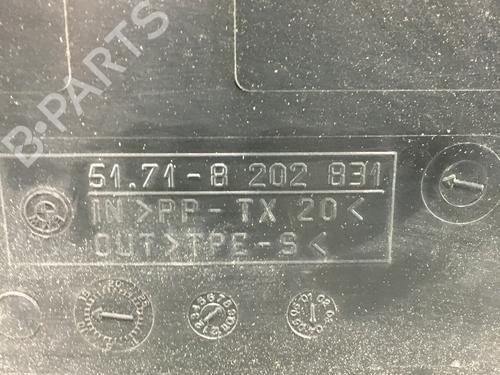 B-PARTS
51.71-8 202 831
IN >PP-TX 20<
OUT>TPE-S<